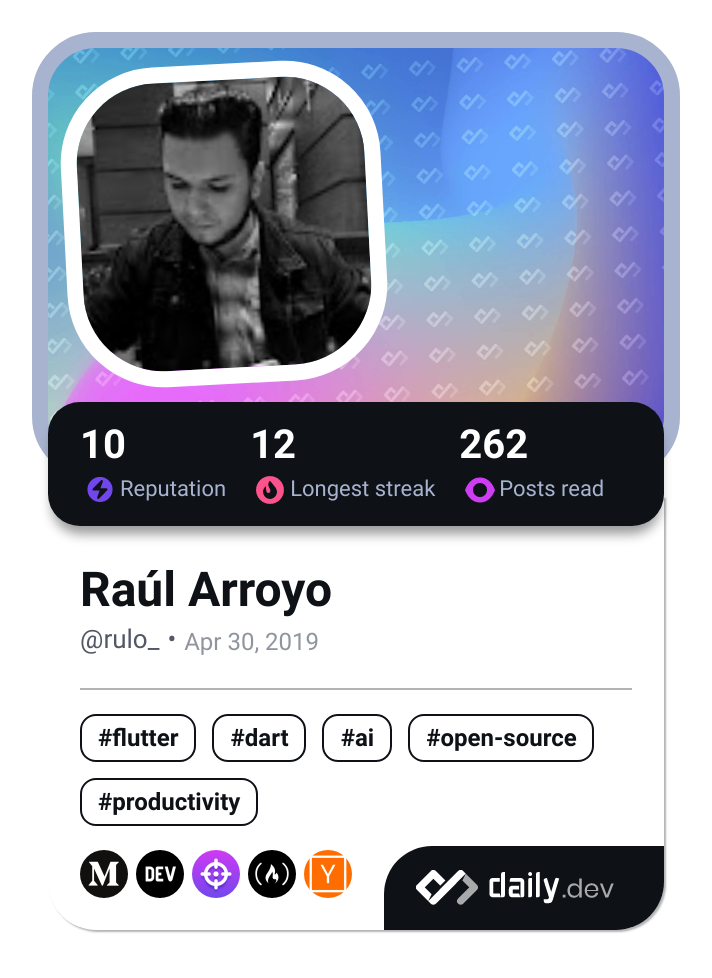 10 12 262
Reputation Longest streak Posts read
Raúl Arroyo
@rulo_ • Apr 30, 2019
#flutter #dart #ai #open-source
#productivity
M DEV Y daily.dev